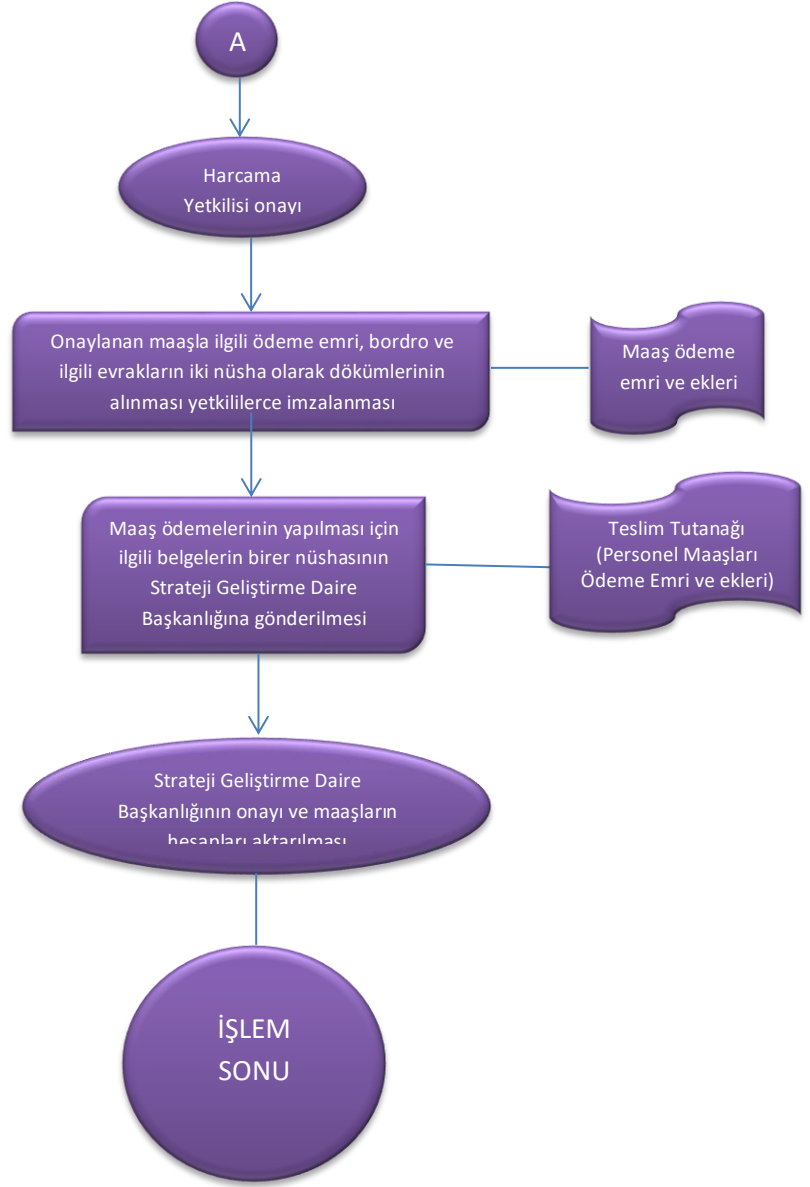 A
Harcama
Yetkilisi onayı
Onaylanan maaşla ilgili ödeme emri, bordro ve
ilgili evrakların iki nüsha olarak dökümlerinin
alınması yetkililerce imzalanması
Maaş ödeme
emri ve ekleri
Maaş ödemelerinin yapılması için
ilgili belgelerin birer nüshasının
Strateji Geliştirme Daire
Başkanlığına gönderilmesi
Teslim Tutanağı
(Personel Maaşları
Ödeme Emri ve ekleri)
Strateji Geliştirme Daire
Başkanlığının onayı ve maaşların
hesapları aktarılması
İŞLEM
SONU